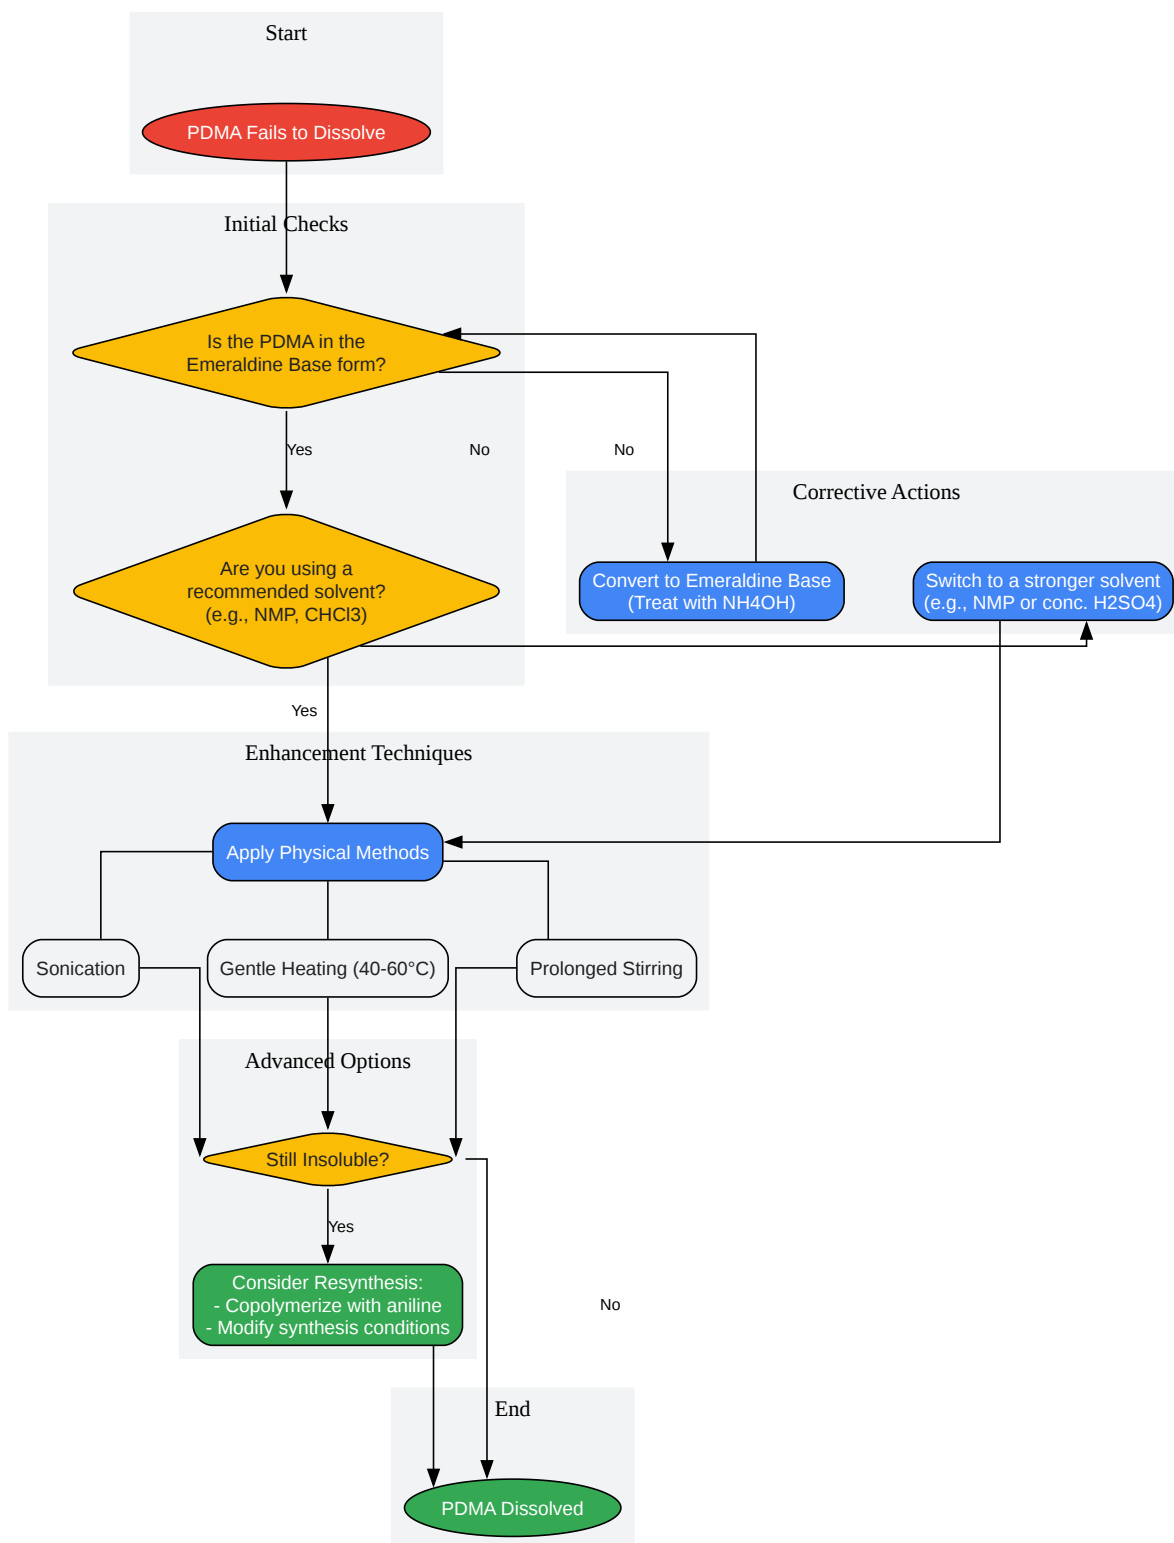 Start
PDMA Fails to Dissolve
Initial Checks
Is the PDMA in the
Emeraldine Base form?
Yes
No
No
Corrective Actions
Convert to Emeraldine Base
(Treat with NH4OH)
Switch to a stronger solvent
(e.g., NMP or conc. H2SO4)
Are you using a
recommended solvent?
(e.g., NMP, CHCl3)
Yes
Enhancement Techniques
Apply Physical Methods
Sonication
Gentle Heating (40-60°C)
Prolonged Stirring
Advanced Options
Still Insoluble?
Yes
Consider Resynthesis:
- Copolymerize with aniline
- Modify synthesis conditions
No
End
PDMA Dissolved